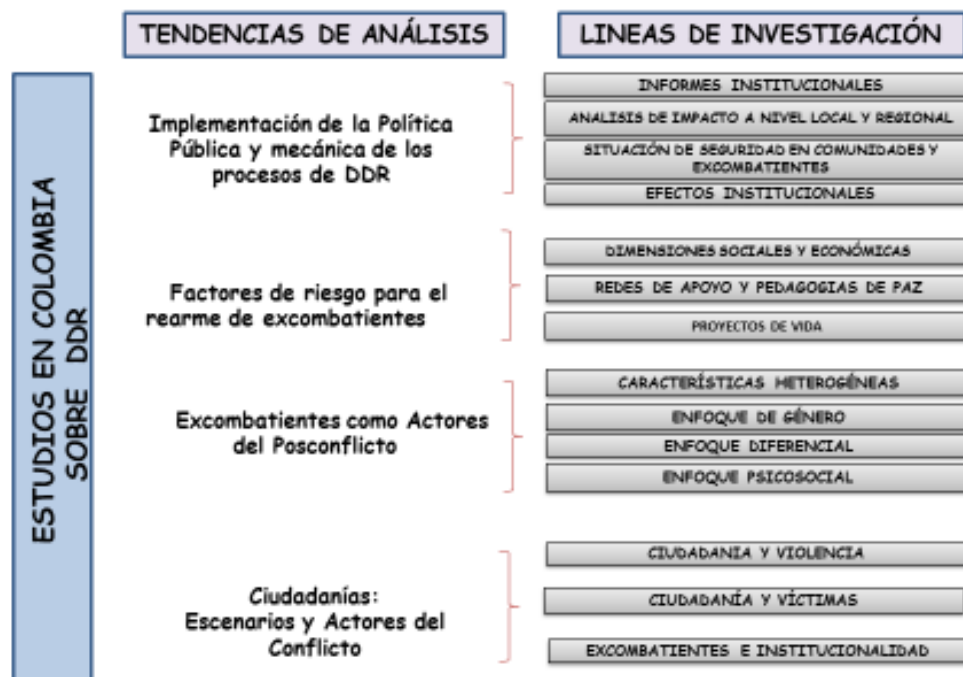 TENDENCIAS DE ANÁLISIS
LINEAS DE INVESTIGACIÓN
ESTUDIOS EN COLOMBIA
SOBRE DDR
Implementación de la Política
Pública y mecánica de los
procesos de DDR
INFORMES INSTITUCIONALES
ANALISIS DE IMPACTO A NIVEL LOCAL Y REGIONAL
SITUACIÓN DE SEGURIDAD EN COMUNIDADES Y
EXCOMBATIENTES
EFECTOS INSTITUCIONALES
Factores de riesgo para el
rearme de excombatientes
DIMENSIONES SOCIALES Y ECONÓMICAS
REDES DE APOYO Y PEDAGOGIAS DE PAZ
PROYECTOS DE VIDA
Excombatientes como Actores
del Posconflicto
CARACTERÍSTICAS HETEROGÉNEAS
ENFOQUE DE GÉNERO
ENFOQUE DIFERENCIAL
ENFOQUE PSICOSOCIAL
Ciudadanías:
Escenarios y Actores del
Conflicto
CIUDADANIA Y VIOLENCIA
CIUDADANÍA Y VÍCTIMAS
EXCOMBATIENTES E INSTITUCIONALIDAD